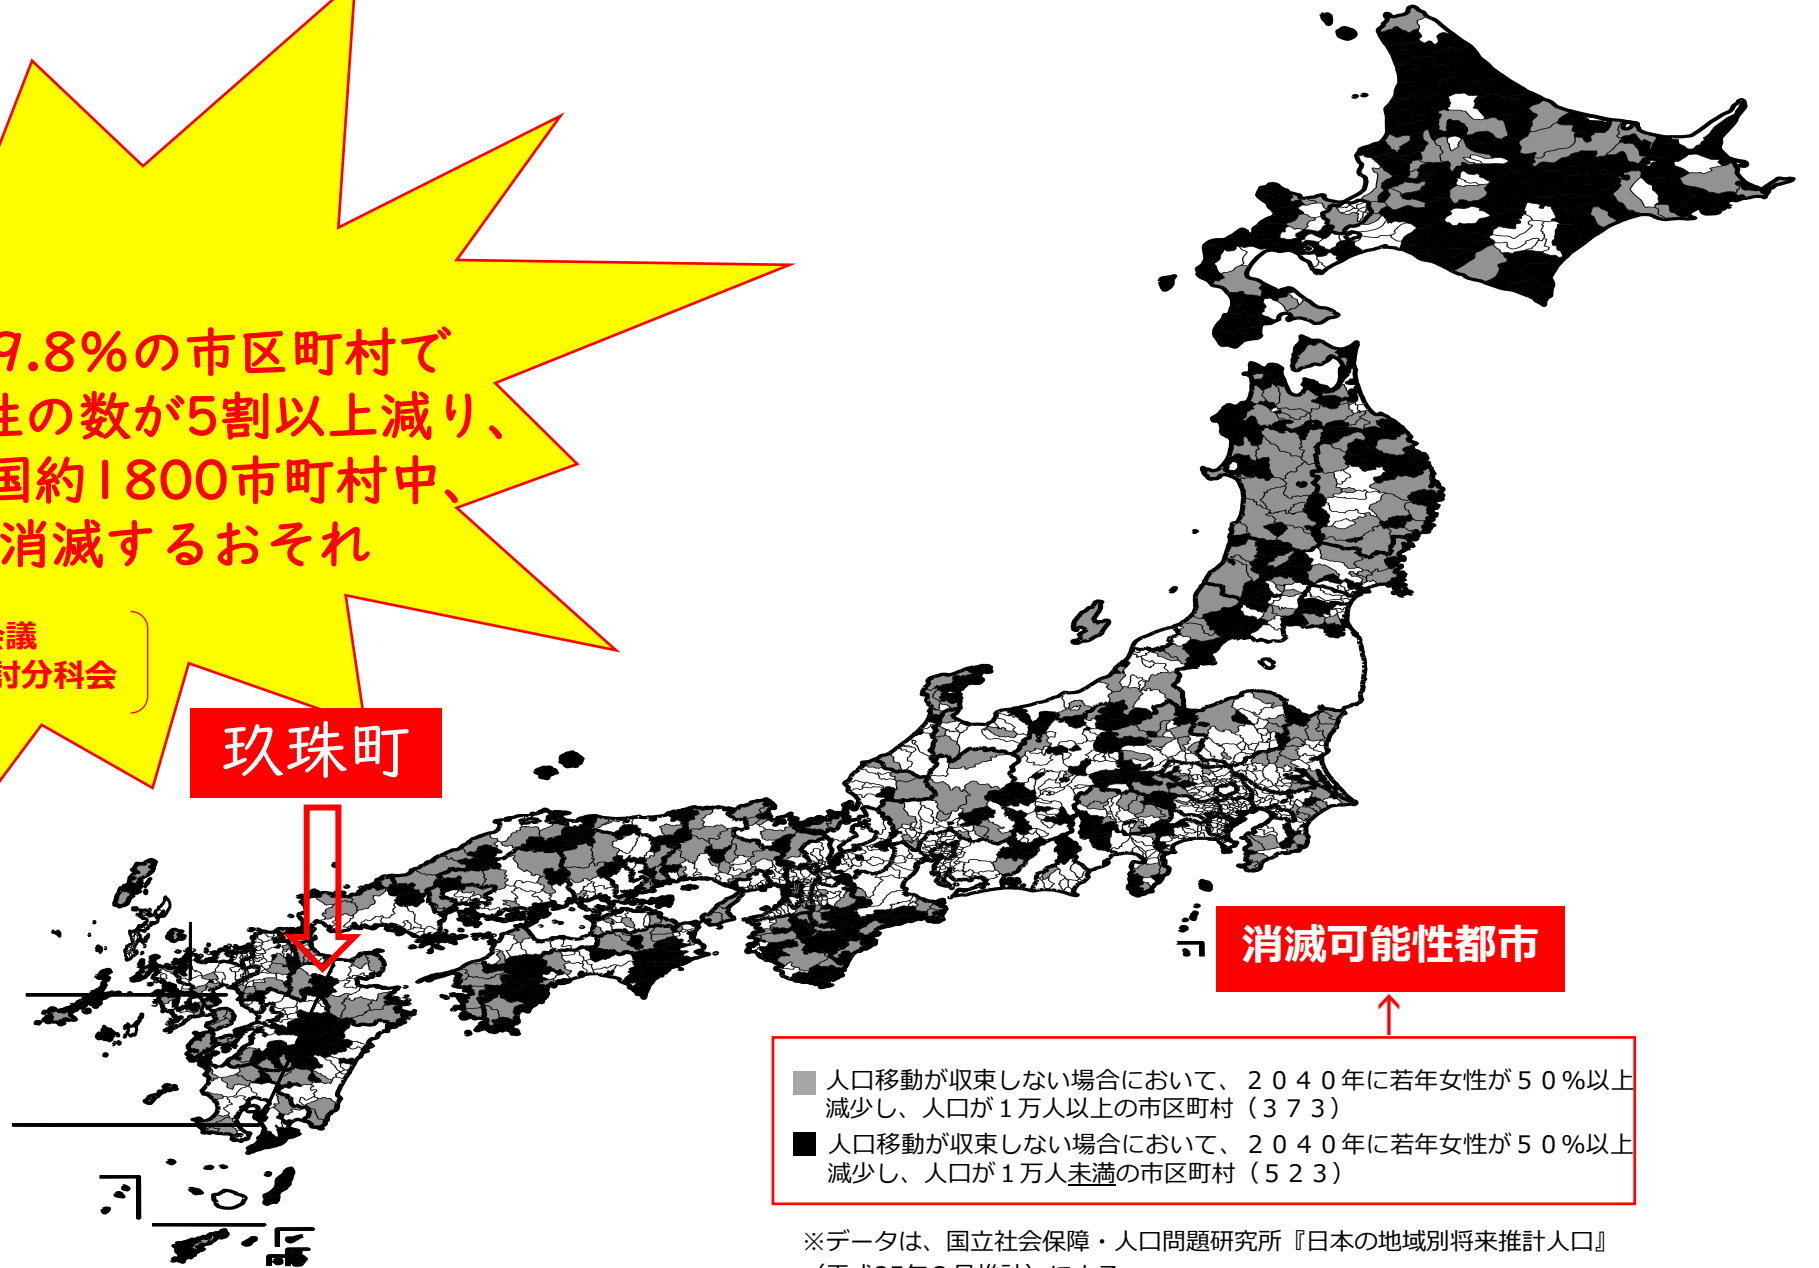 9.8%の市区町村で
性の数が5割以上減り、
国約1800市町村中、
消滅するおそれ
会議
討分科会
玖珠町
消滅可能性都市
↑
人口移動が収束しない場合において、２０４０年に若年女性が５０%以上
減少し、人口が１万人以上の市区町村（３７３）
人口移動が収束しない場合において、２０４０年に若年女性が５０%以上
減少し、人口が１万人未満の市区町村（５２３）
※データは、国立社会保障・人口問題研究所『日本の地域別将来推計人口』